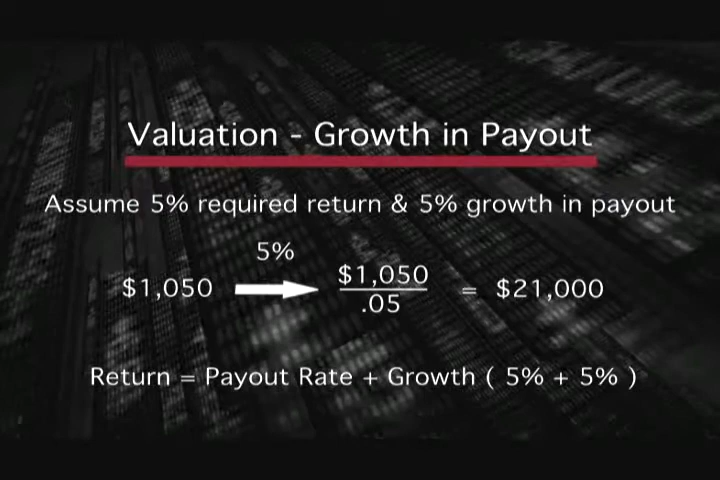 Valuation - Growth in Payout
Assume 5% required return & 5% growth in payout
5%
$1,050 $1,050 = $21,000
.05
Return = Payout Rate + Growth ( 5% + 5% )